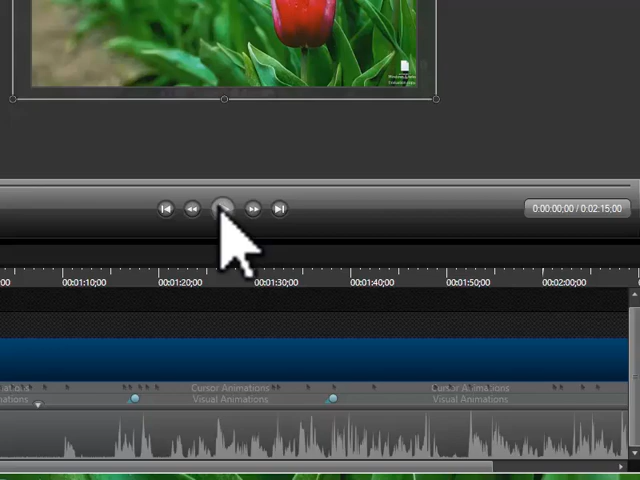 0:00:00;00 / 0:02:15;00
00:01:10;00 00:01:20;00 00:01:30;00 00:01:40;00 00:01:50;00 00:02:00;00
Cursor Animations Cursor Animations
Visual Animations Visual Animations